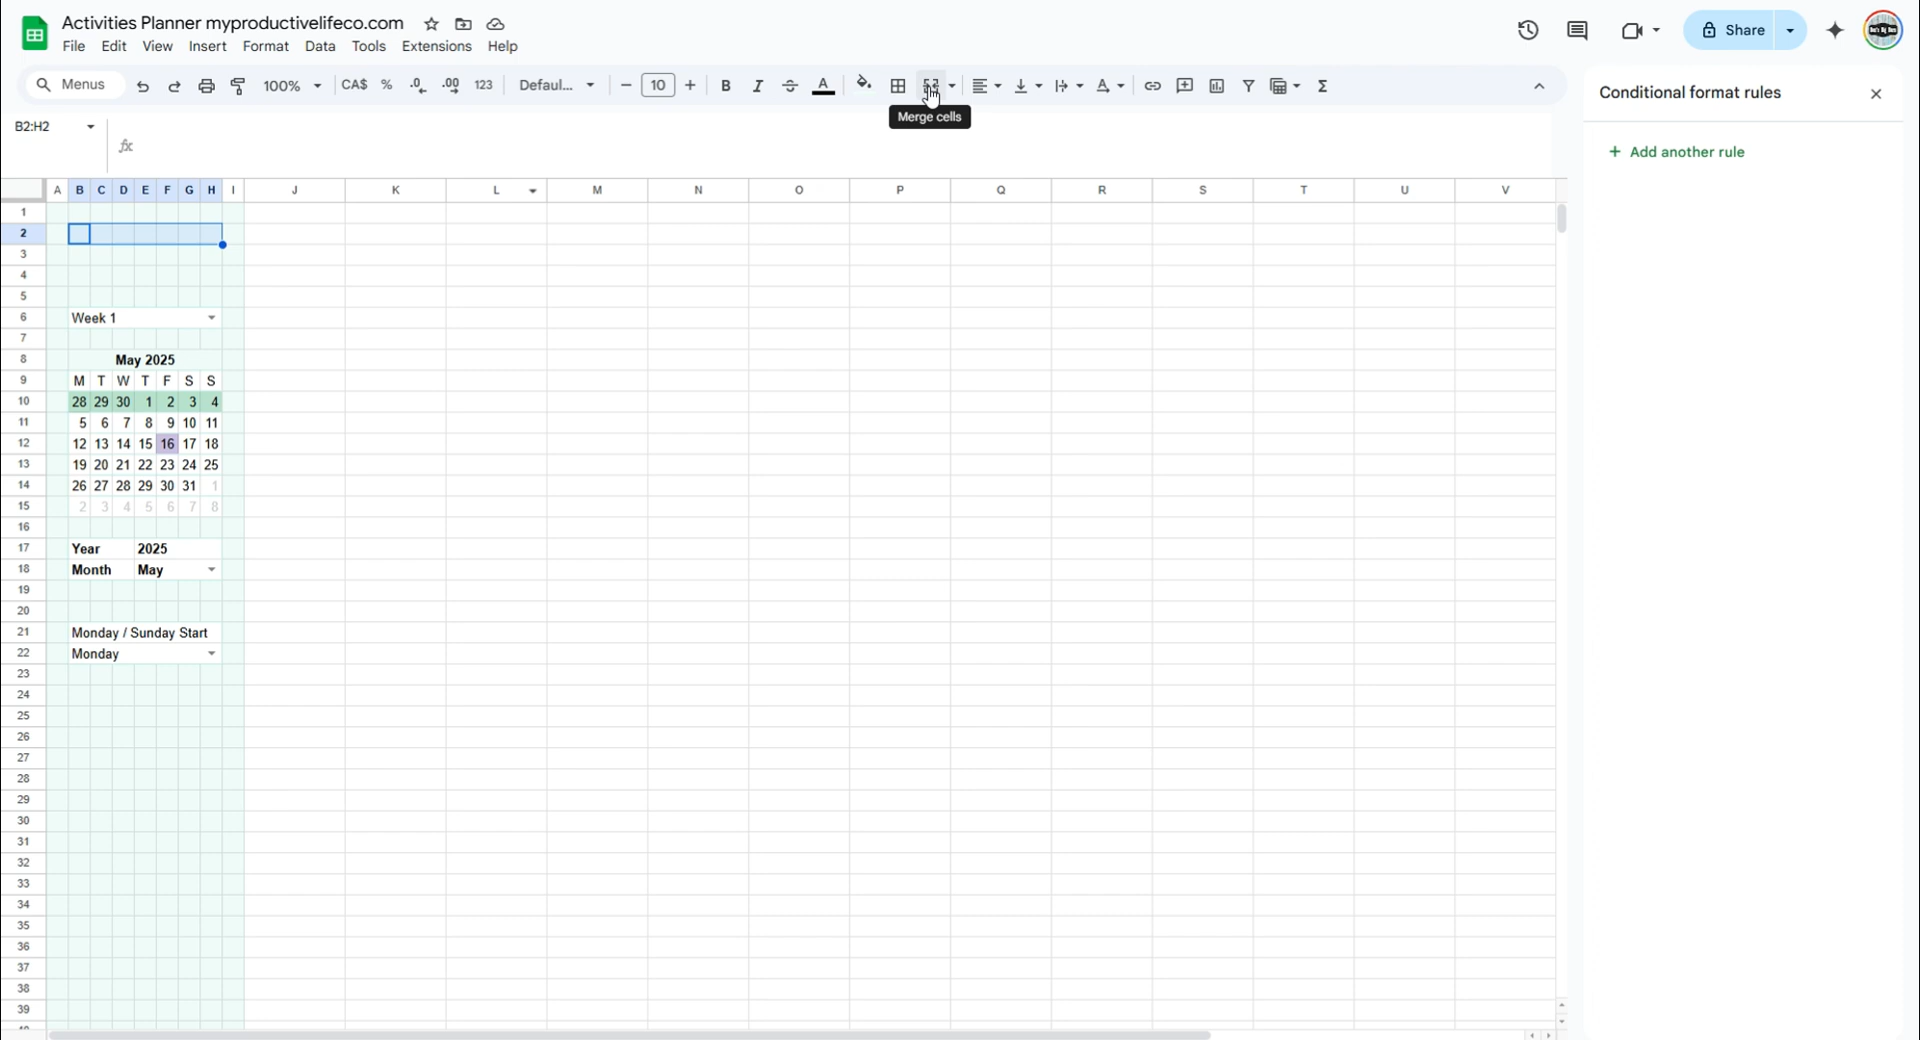 Activities Planner myproductivelifeco.com
File Edit View Insert Format Data Tools Extensions Help
Share
Menus 100% CA$ % .0 .00 123 Defaul... − 10 + B I A Σ
Merge cells
Conditional format rules
+ Add another rule
B2:H2
fx
A B C D E F G H I J K L M N O P Q R S T U V
1
2
3
4
5
6 Week 1
7
8 May 2025
9 M T W T F S S
10 28 29 30 1 2 3 4
11 5 6 7 8 9 10 11
12 12 13 14 15 16 17 18
13 19 20 21 22 23 24 25
14 26 27 28 29 30 31 1
15 2 3 4 5 6 7 8
16
17 Year 2025
18 Month May
19
20
21 Monday / Sunday Start
22 Monday
23
24
25
26
27
28
29
30
31
32
33
34
35
36
37
38
39